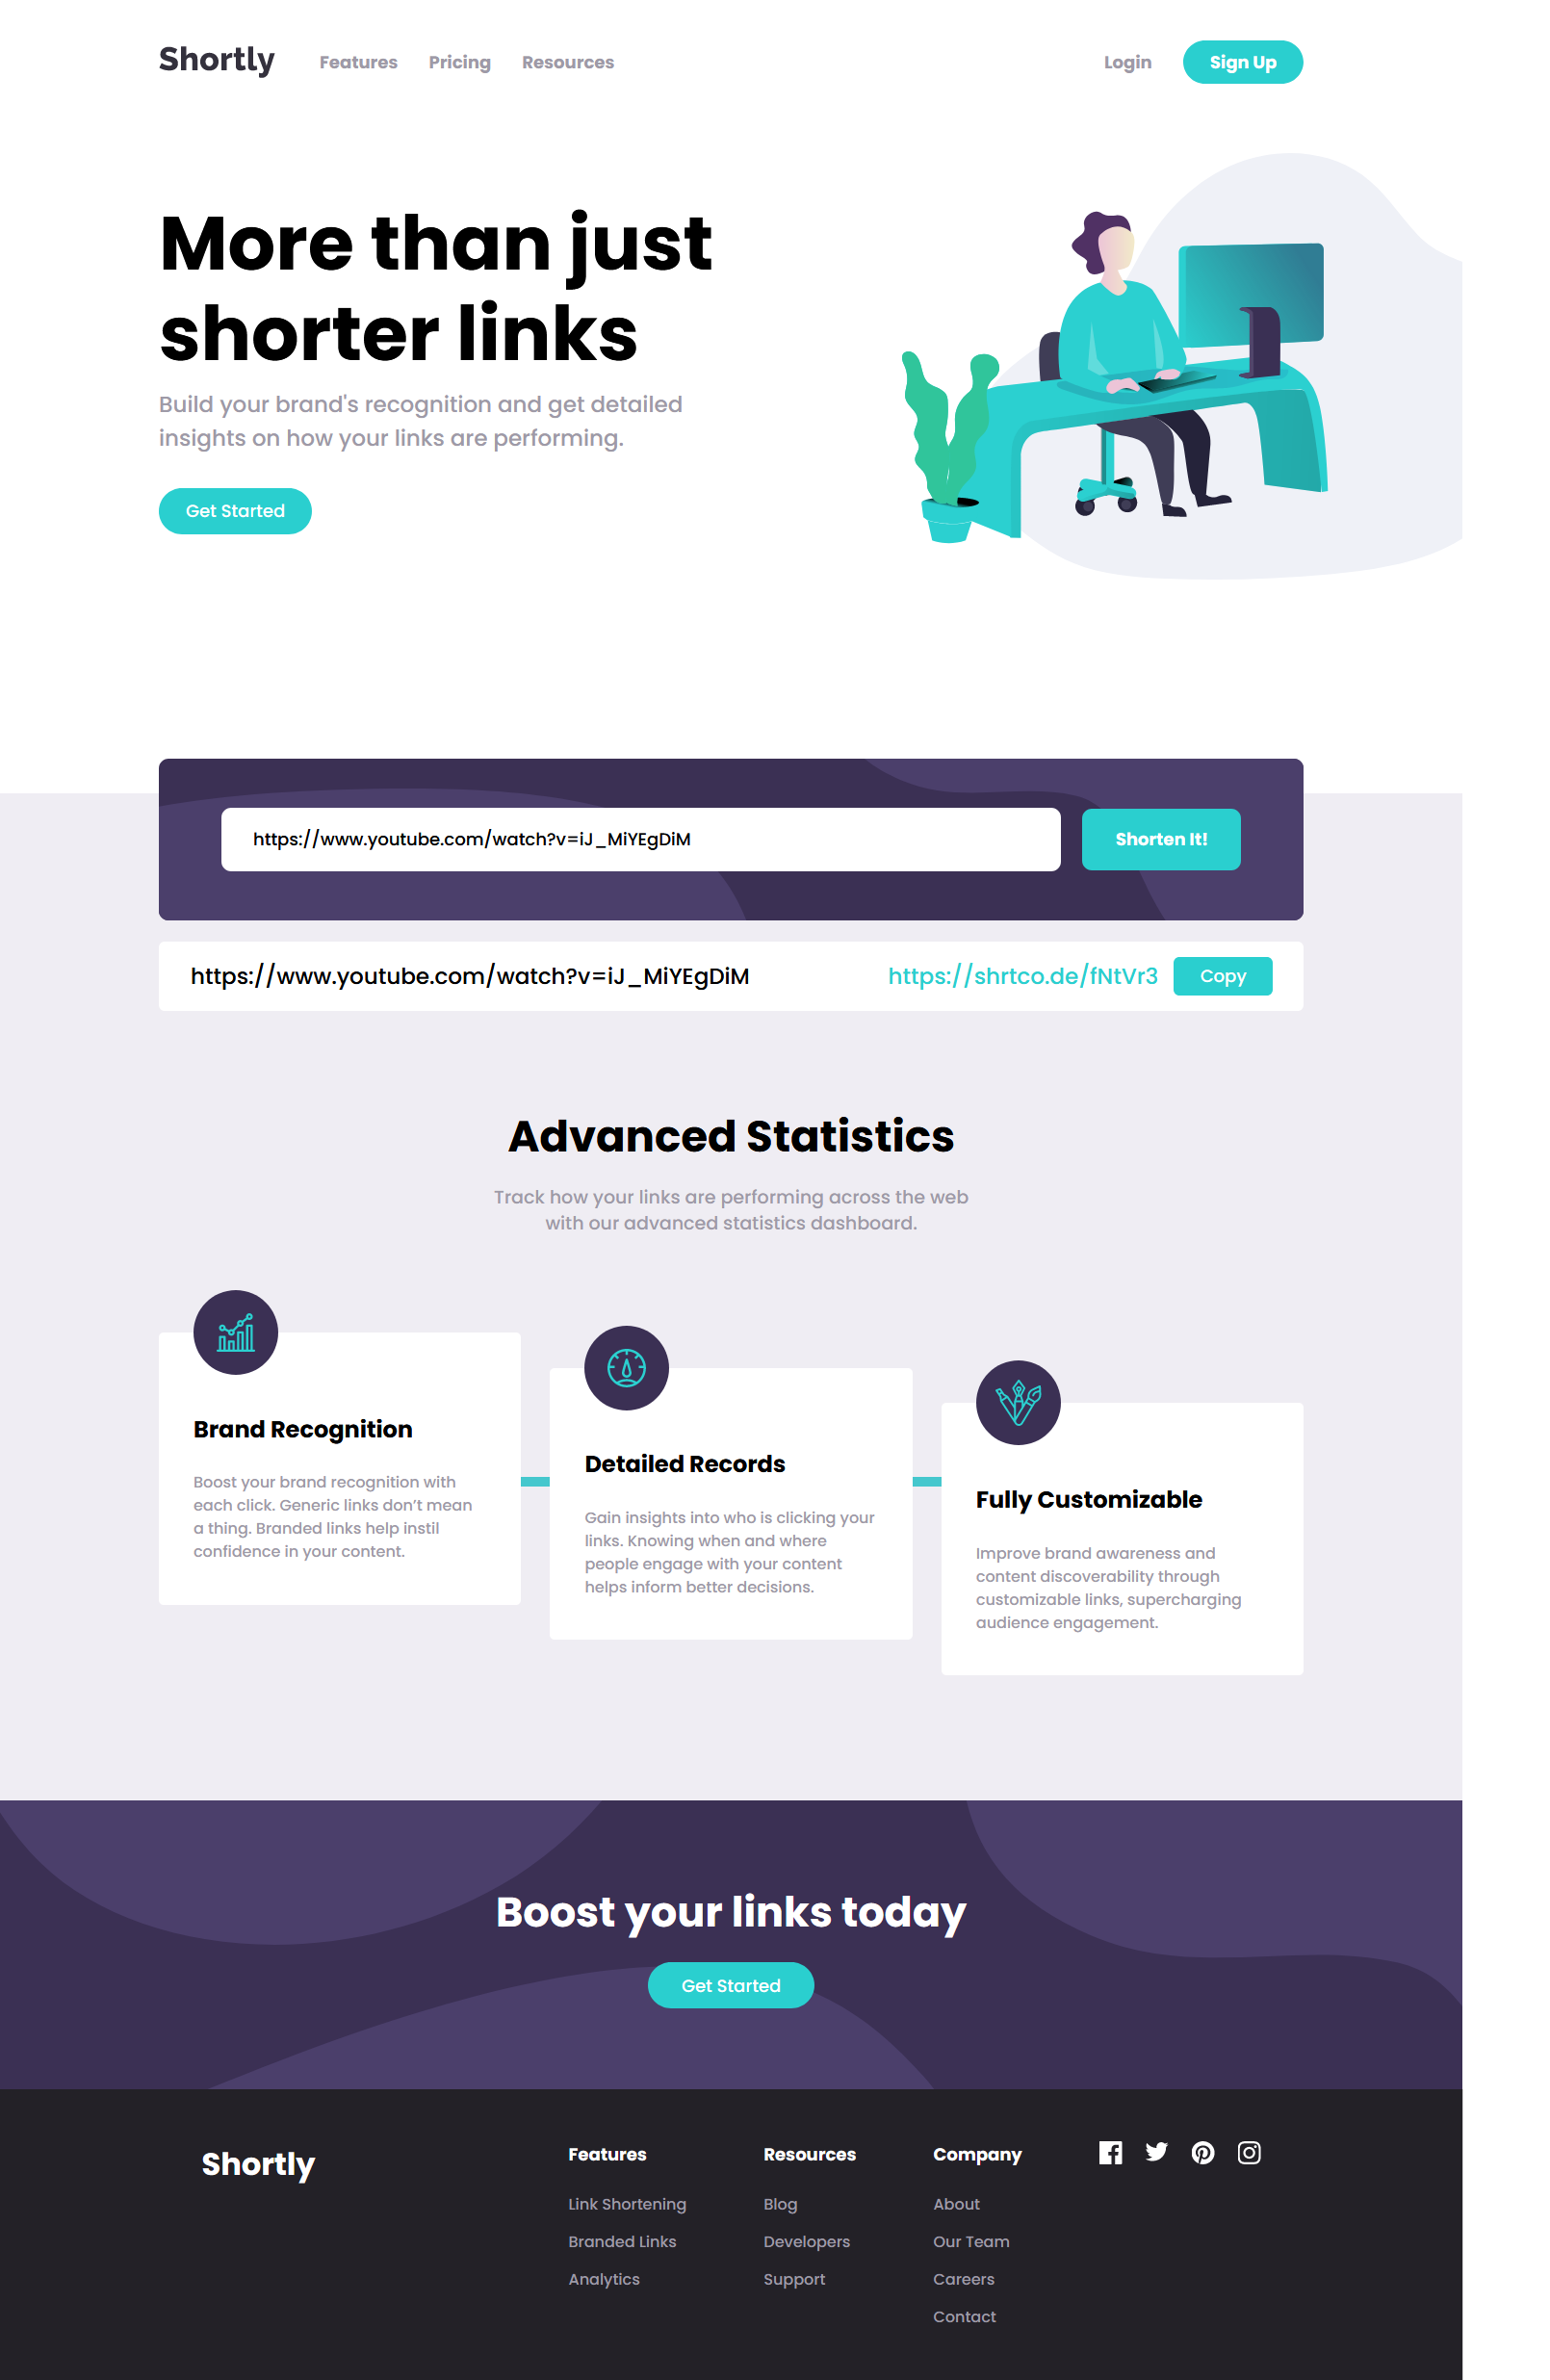 Shortly
Features
Pricing
Resources
Login
Sign Up
More than just
shorter links
Build your brand's recognition and get detailed
insights on how your links are performing.
Get Started
https://www.youtube.com/watch?v=iJ_MiYEgDiM
Shorten It!
https://www.youtube.com/watch?v=iJ_MiYEgDiM
https://shrtco.de/fNtVr3
Copy
Advanced Statistics
Track how your links are performing across the web
with our advanced statistics dashboard.
Brand Recognition
Boost your brand recognition with
each click. Generic links don’t mean
a thing. Branded links help instil
confidence in your content.
Detailed Records
Gain insights into who is clicking your
links. Knowing when and where
people engage with your content
helps inform better decisions.
Fully Customizable
Improve brand awareness and
content discoverability through
customizable links, supercharging
audience engagement.
Boost your links today
Get Started
Shortly
Features
Link Shortening
Branded Links
Analytics
Resources
Blog
Developers
Support
Company
About
Our Team
Careers
Contact